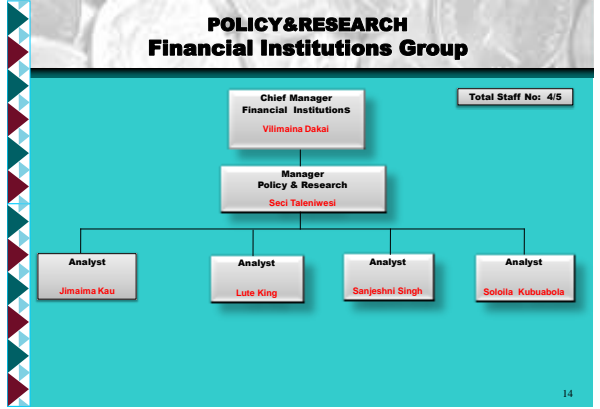 POLICY&RESEARCH
Financial Institutions Group
Total Staff No: 4/5
Chief Manager
Financial Institutions
Vilimaina Dakai
Manager
Policy & Research
Seci Taleniwesi
Analyst
Jimaima Kau
Analyst
Lute King
Analyst
Sanjeshni Singh
Analyst
Soloila Kubuabola
14